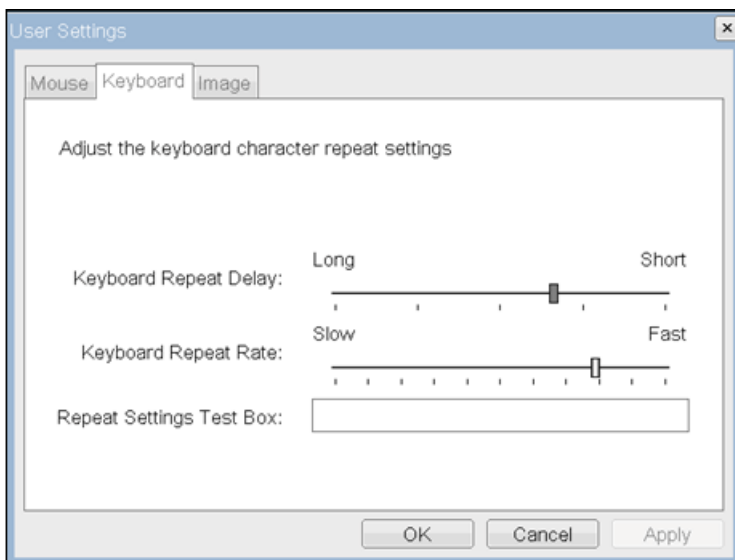 User Settings
Mouse Keyboard Image
Adjust the keyboard character repeat settings
Long Short
Keyboard Repeat Delay:
Slow Fast
Keyboard Repeat Rate:
Repeat Settings Test Box:
OK Cancel Apply